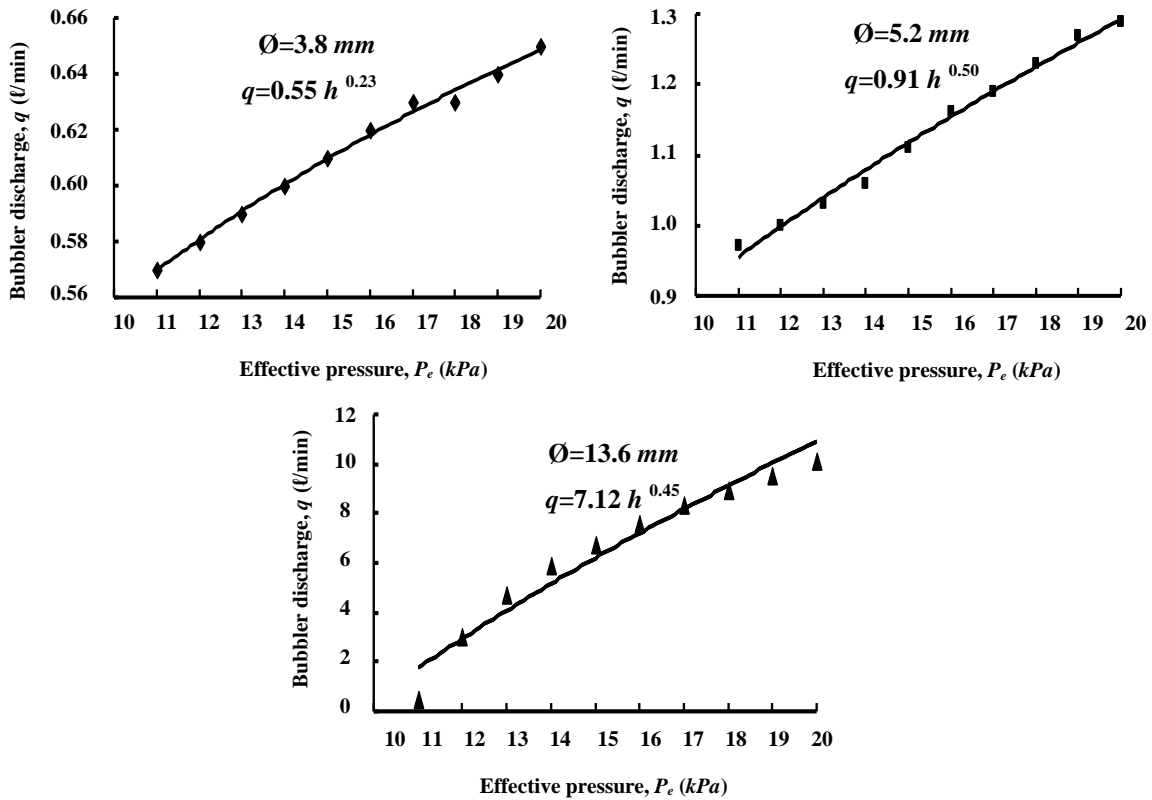 0.66
0.64
0.62
0.60
0.58
0.56
Bubbler discharge, q (ℓ/min)
Ø=3.8 mm
q=0.55 h 0.23
10 11 12 13 14 15 16 17 18 19 20
Effective pressure, Pe (kPa)
1.3
1.2
1.1
1.0
0.9
Bubbler discharge, q (ℓ/min)
Ø=5.2 mm
q=0.91 h 0.50
10 11 12 13 14 15 16 17 18 19 20
Effective pressure, Pe (kPa)
12
10
8
6
4
2
0
Bubbler discharge, q (ℓ/min)
Ø=13.6 mm
q=7.12 h 0.45
10 11 12 13 14 15 16 17 18 19 20
Effective pressure, Pe (kPa)